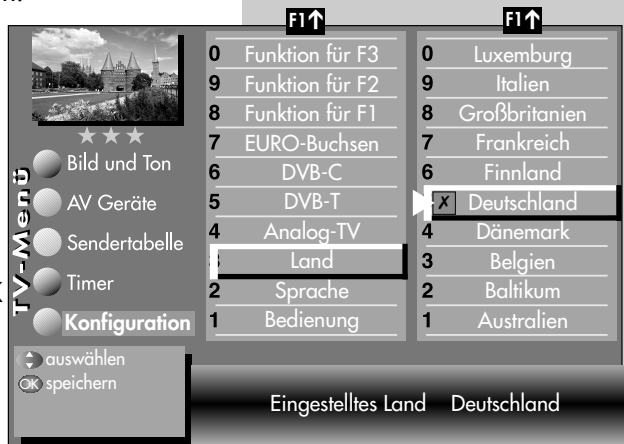 F1↑
F1↑
TV-Menü
Bild und Ton
AV Geräte
Sendertabelle
Timer
Konfiguration
auswählen
OK speichern
0 Funktion für F3
9 Funktion für F2
8 Funktion für F1
7 EURO-Buchsen
6 DVB-C
5 DVB-T
4 Analog-TV
3 Land
2 Sprache
1 Bedienung
0 Luxemburg
9 Italien
8 Großbritanien
7 Frankreich
6 Finnland
✗ Deutschland
4 Dänemark
3 Belgien
2 Baltikum
1 Australien
Eingestelltes Land Deutschland